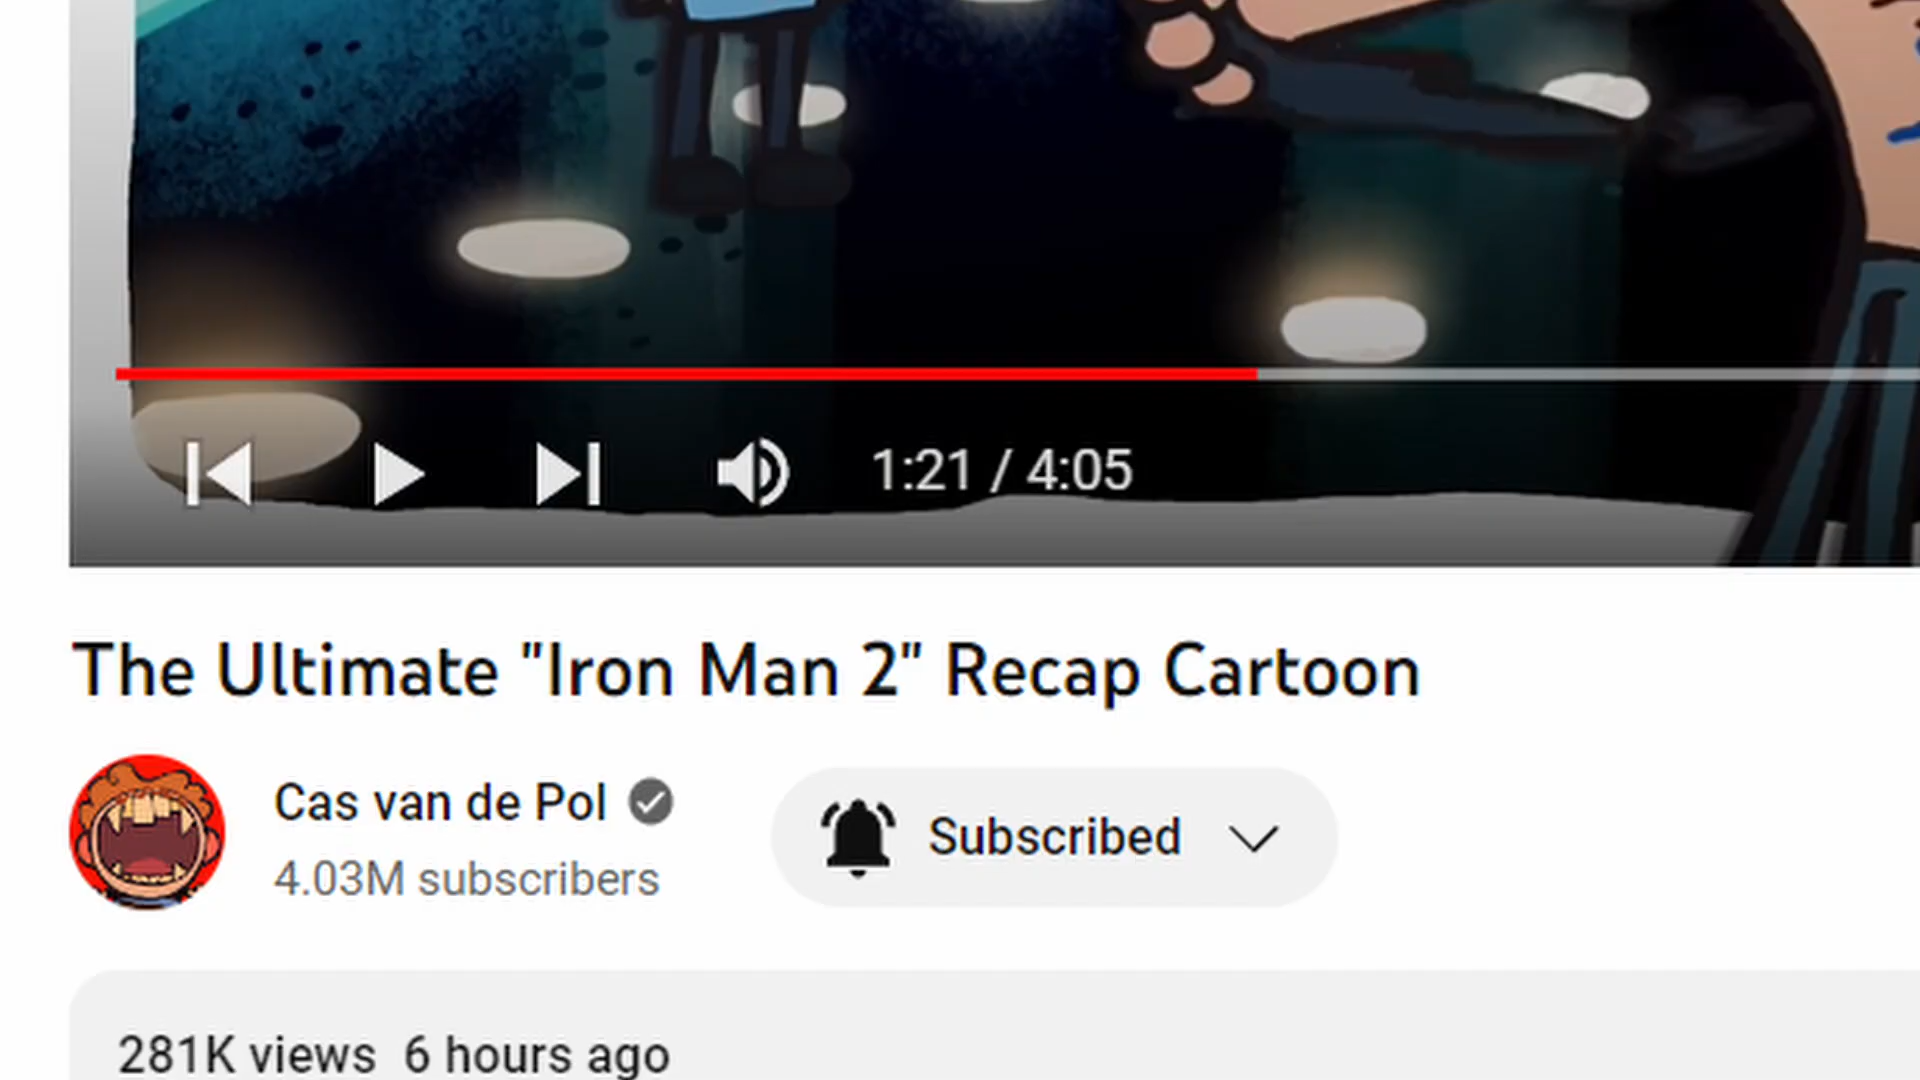 1:21 / 4:05
The Ultimate "Iron Man 2" Recap Cartoon
Cas van de Pol
4.03M subscribers
Subscribed
281K views 6 hours ago